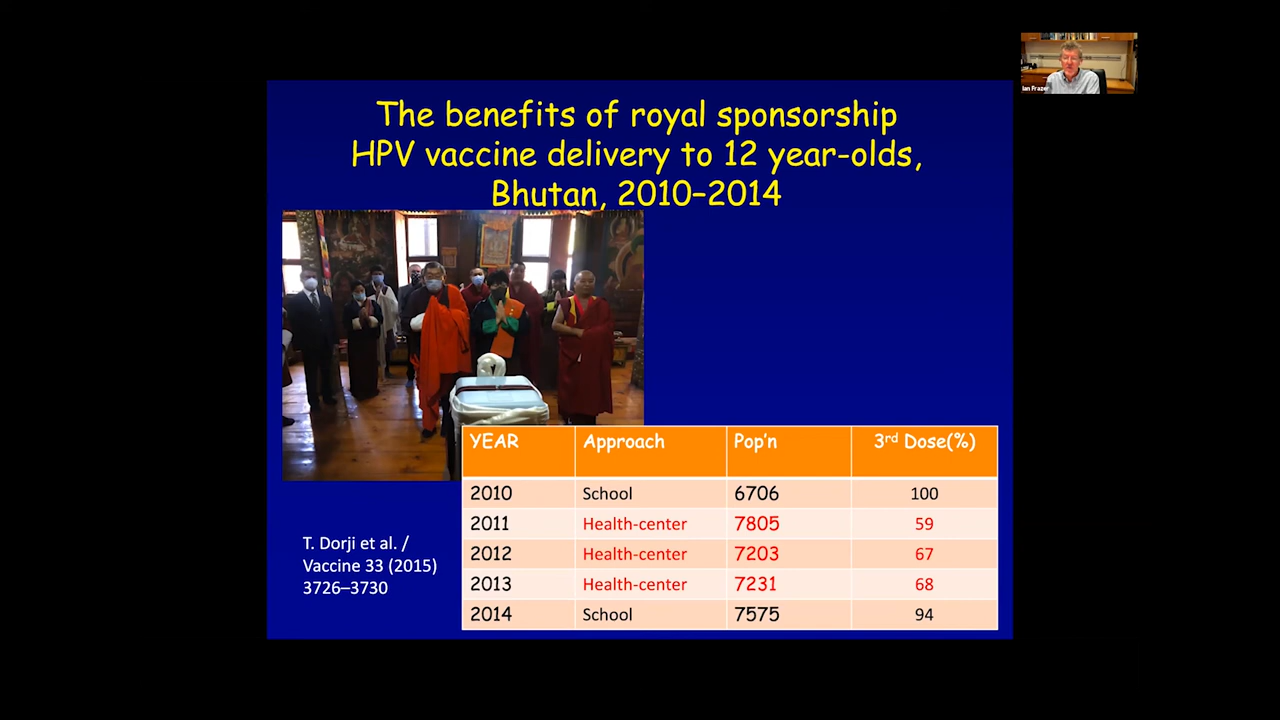 Ian Frazer
The benefits of royal sponsorship
HPV vaccine delivery to 12 year-olds,
Bhutan, 2010–2014
YEAR Approach Pop'n 3rd Dose(%)
2010 School 6706 100
2011 Health-center 7805 59
2012 Health-center 7203 67
2013 Health-center 7231 68
2014 School 7575 94
T. Dorji et al. /
Vaccine 33 (2015)
3726–3730